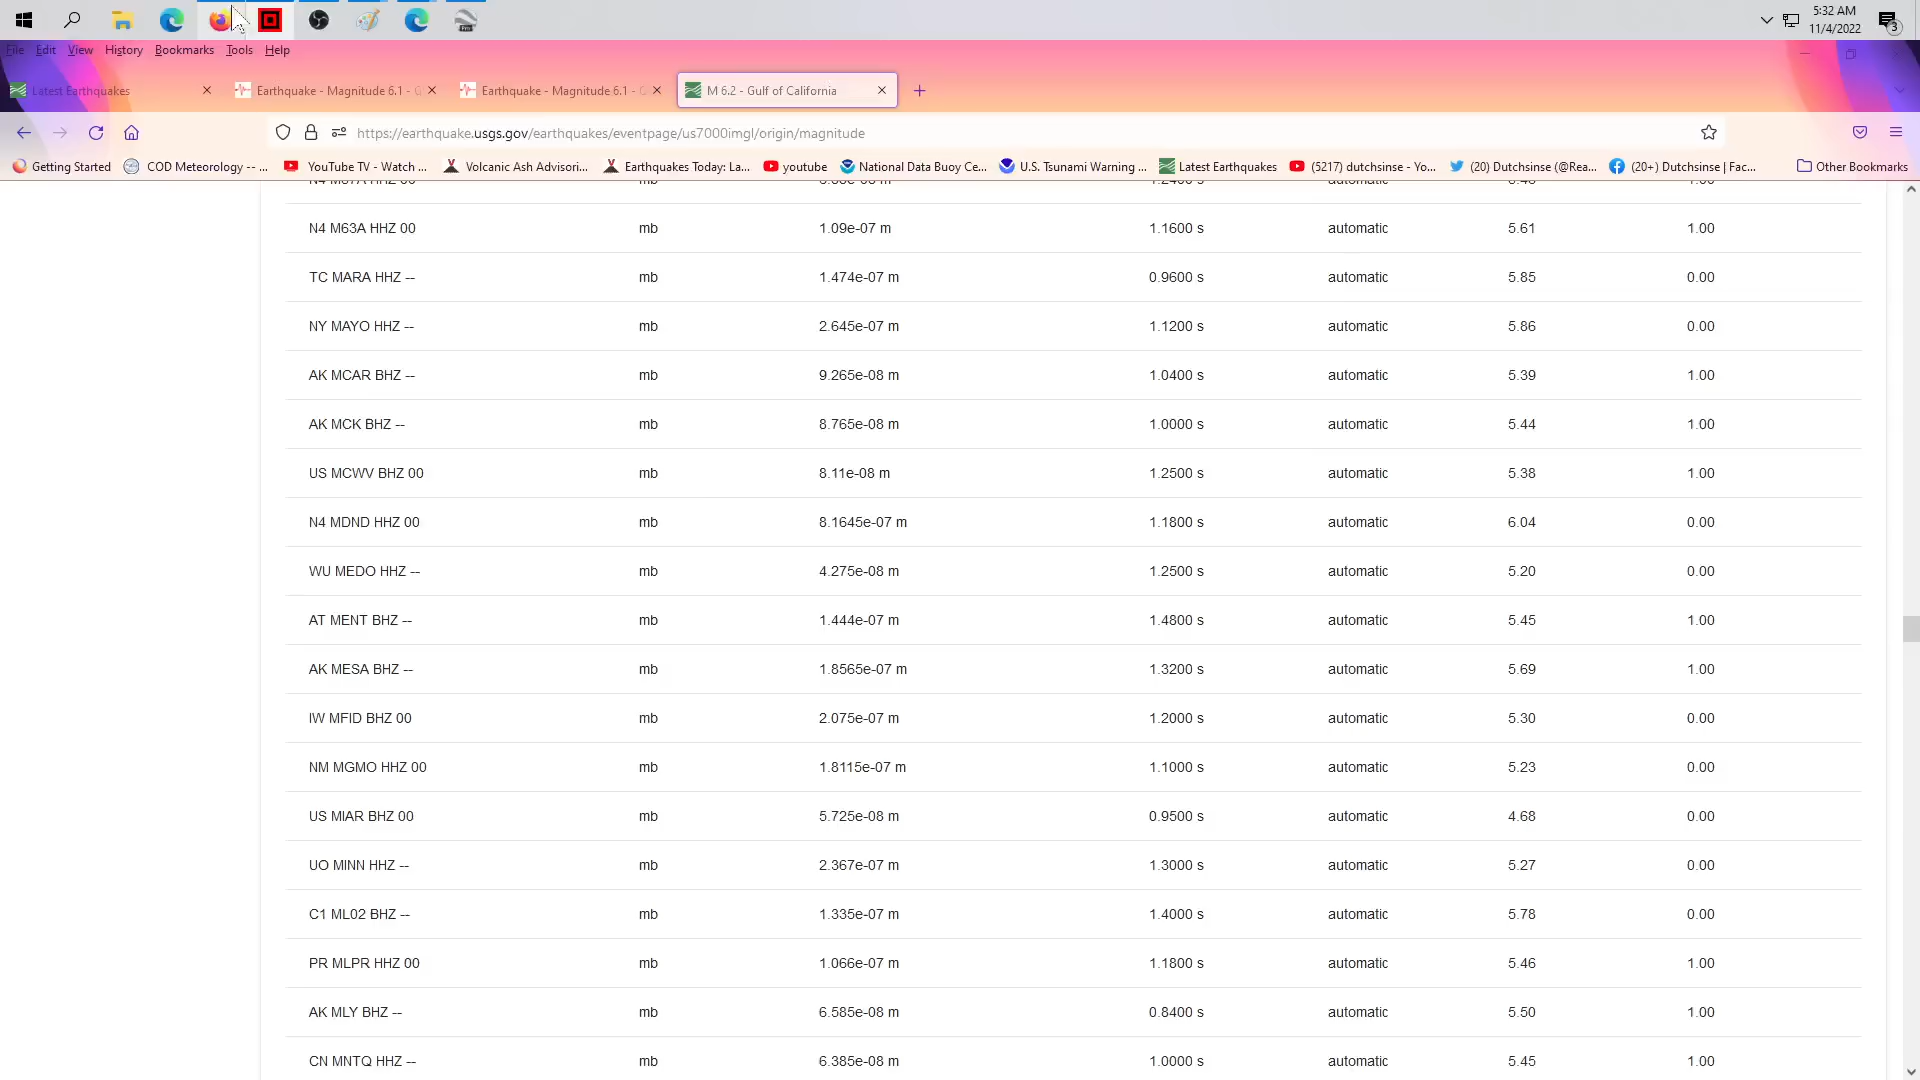 5:32 AM
11/4/2022
3
File Edit View History Bookmarks Tools Help
Latest Earthquakes
Earthquake - Magnitude 6.1 - G
Earthquake - Magnitude 6.1 - G
M 6.2 - Gulf of California
https://earthquake.usgs.gov/earthquakes/eventpage/us7000imgl/origin/magnitude
Getting Started COD Meteorology -- ... YouTube TV - Watch ... Volcanic Ash Advisori... Earthquakes Today: La... youtube National Data Buoy Ce... U.S. Tsunami Warning ... Latest Earthquakes (5217) dutchsinse - Yo... (20) Dutchsinse (@Rea... (20+) Dutchsinse | Fac... Other Bookmarks
N4 M63A HHZ 00 mb 1.09e-07 m 1.1600 s automatic 5.61 1.00
TC MARA HHZ -- mb 1.474e-07 m 0.9600 s automatic 5.85 0.00
NY MAYO HHZ -- mb 2.645e-07 m 1.1200 s automatic 5.86 0.00
AK MCAR BHZ -- mb 9.265e-08 m 1.0400 s automatic 5.39 1.00
AK MCK BHZ -- mb 8.765e-08 m 1.0000 s automatic 5.44 1.00
US MCWV BHZ 00 mb 8.11e-08 m 1.2500 s automatic 5.38 1.00
N4 MDND HHZ 00 mb 8.1645e-07 m 1.1800 s automatic 6.04 0.00
WU MEDO HHZ -- mb 4.275e-08 m 1.2500 s automatic 5.20 0.00
AT MENT BHZ -- mb 1.444e-07 m 1.4800 s automatic 5.45 1.00
AK MESA BHZ -- mb 1.8565e-07 m 1.3200 s automatic 5.69 1.00
IW MFID BHZ 00 mb 2.075e-07 m 1.2000 s automatic 5.30 0.00
NM MGMO HHZ 00 mb 1.8115e-07 m 1.1000 s automatic 5.23 0.00
US MIAR BHZ 00 mb 5.725e-08 m 0.9500 s automatic 4.68 0.00
UO MINN HHZ -- mb 2.367e-07 m 1.3000 s automatic 5.27 0.00
C1 ML02 BHZ -- mb 1.335e-07 m 1.4000 s automatic 5.78 0.00
PR MLPR HHZ 00 mb 1.066e-07 m 1.1800 s automatic 5.46 1.00
AK MLY BHZ -- mb 6.585e-08 m 0.8400 s automatic 5.50 1.00
CN MNTQ HHZ -- mb 6.385e-08 m 1.0000 s automatic 5.45 1.00